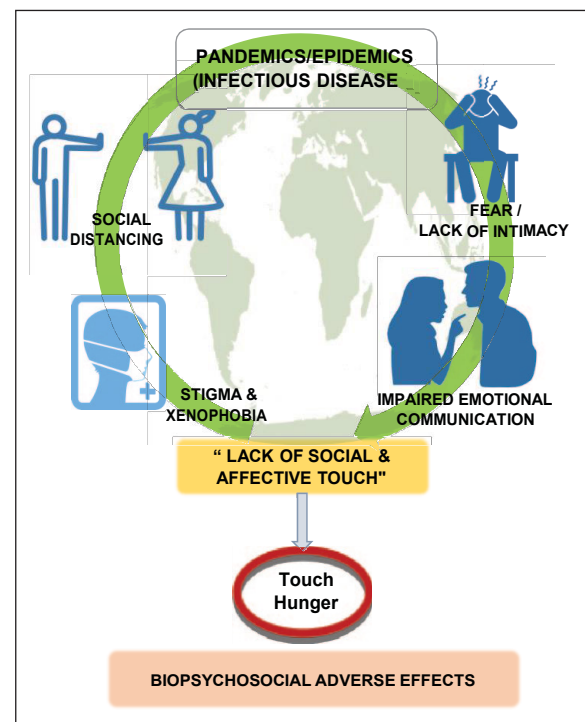 PANDEMICS/EPIDEMICS
(INFECTIOUS DISEASE
SOCIAL
DISTANCING
FEAR /
LACK OF INTIMACY
STIGMA &
XENOPHOBIA
IMPAIRED EMOTIONAL
COMMUNICATION
“ LACK OF SOCIAL &
AFFECTIVE TOUCH"
Touch
Hunger
BIOPSYCHOSOCIAL ADVERSE EFFECTS